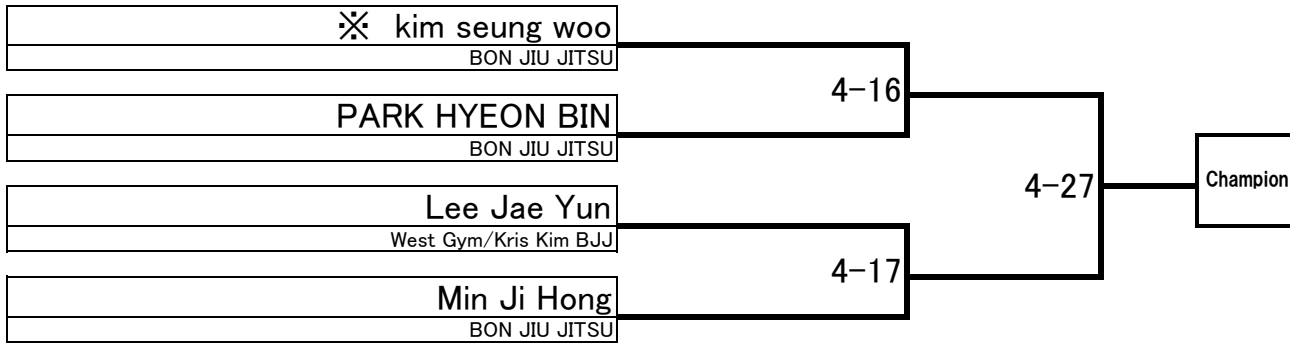 ※ kim seung woo
BON JIU JITSU
4-16
PARK HYEON BIN
BON JIU JITSU
4-27
Champion
Lee Jae Yun
West Gym/Kris Kim BJJ
4-17
Min Ji Hong
BON JIU JITSU